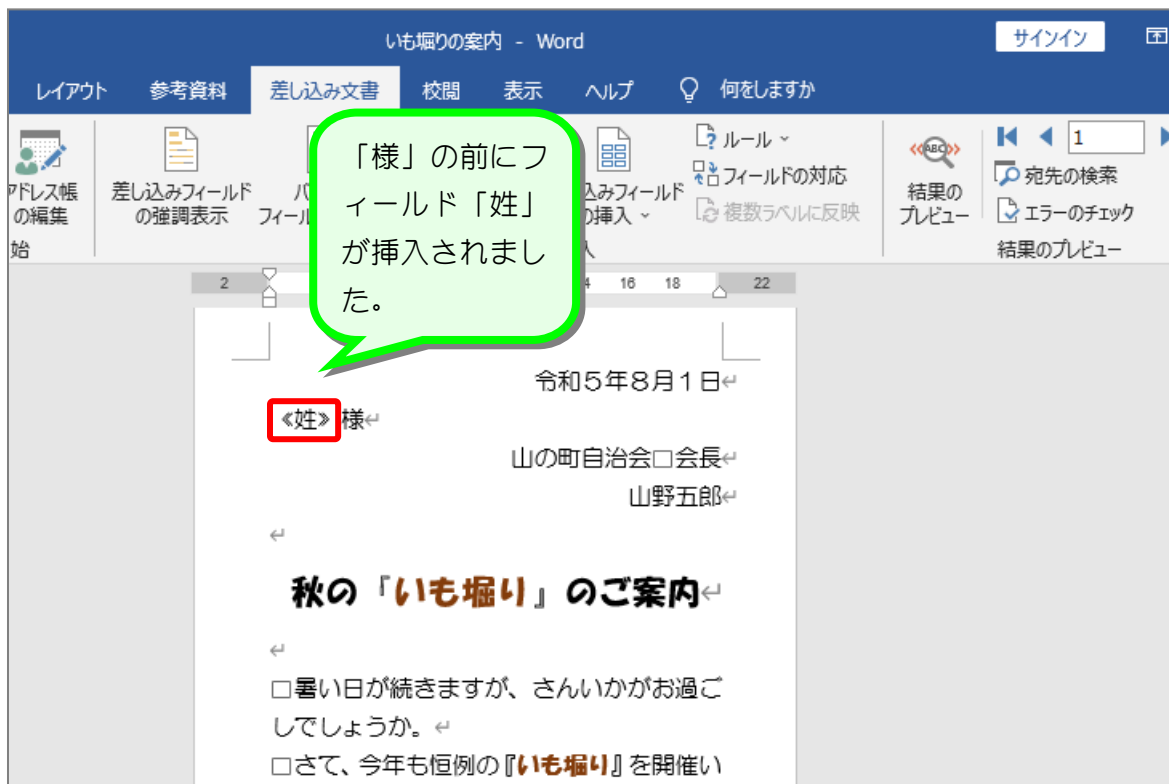 いも堀りの案内 - Word
サインイン
レイアウト 参考資料 差し込み文書 校閲 表示 ヘルプ 何をしますか
ドレス帳
の編集
始
差し込みフィールド
の強調表示
「様」の前にフ
ィールド「姓」
が挿入されまし
た。
込みフィールド
の挿入
ルール
フィールドの対応
複数ラベルに反映
«ABC»
結果の
プレビュー
1
宛先の検索
エラーのチェック
結果のプレビュー
2 16 18 22
令和5年8月1日↵
≪姓≫ 様↵
山の町自治会□会長↵
山野五郎↵
↵
秋の『いも堀り』のご案内↵
↵
□暑い日が続きますが、さんいかがお過ご
しでしょうか。↵
□さて、今年も恒例の『いも堀り』を開催い